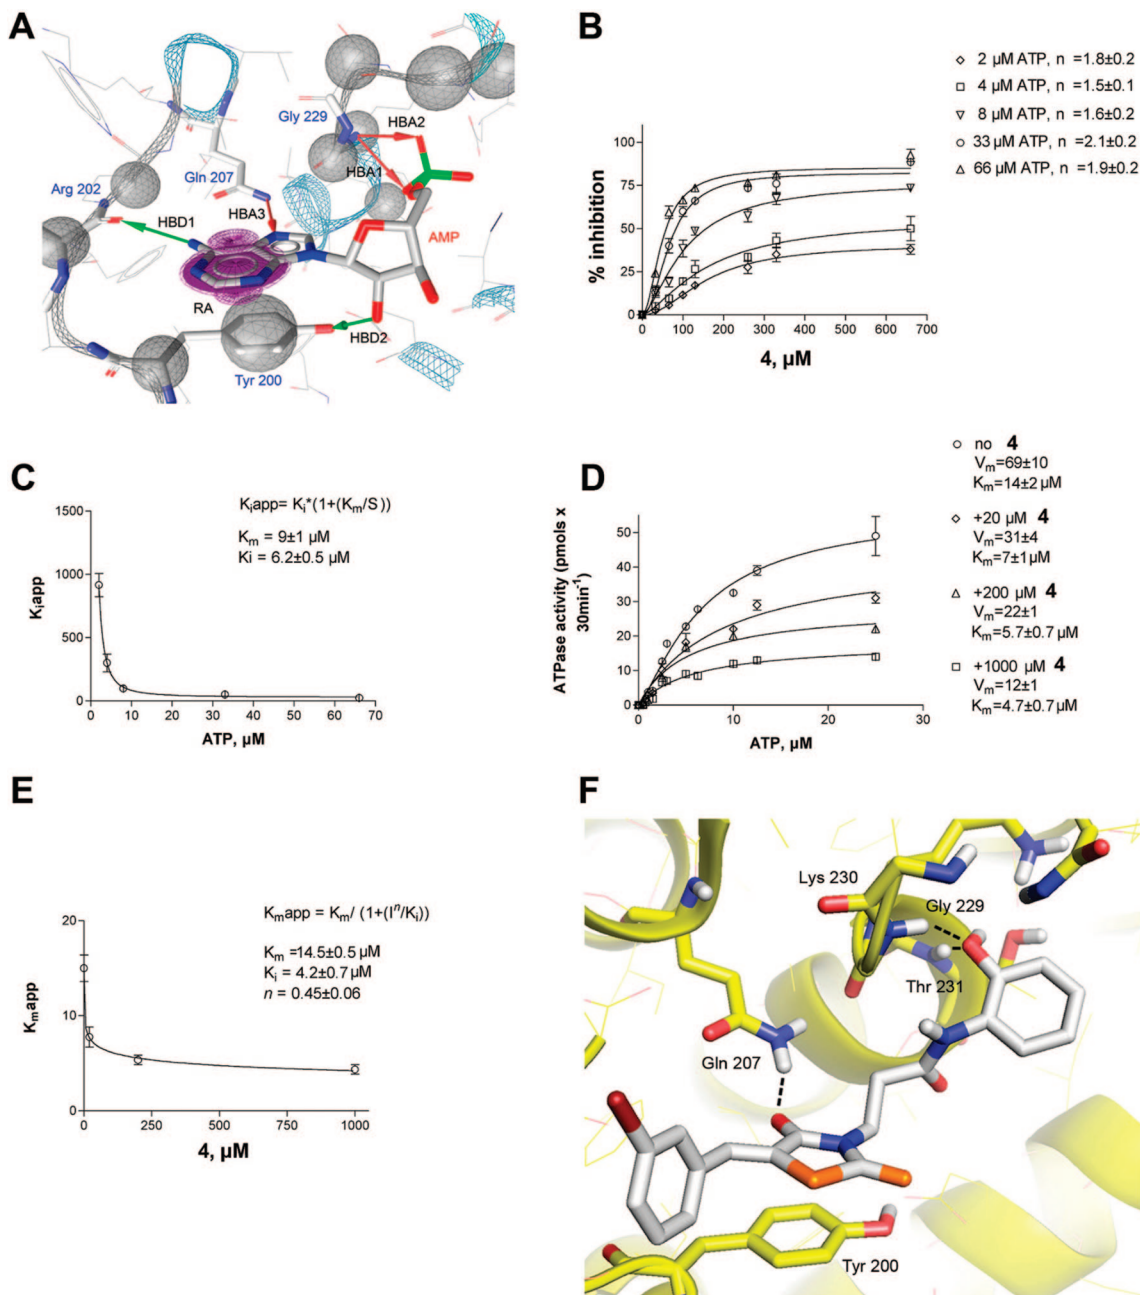 A
Gly 229
HBA2
HBA1
Arg 202
Gln 207
HBD1
HBA3
AMP
RA
HBD2
Tyr 200
B
2 µM ATP, n =1.8±0.2
4 µM ATP, n =1.5±0.1
8 µM ATP, n =1.6±0.2
33 µM ATP, n =2.1±0.2
66 µM ATP, n =1.9±0.2
% inhibition
100
75
50
25
0
0 100 200 300 400 500 600 700
4, µM
C
Kᵢapp= Kᵢ*(1+(Kₘ/S))
Kₘ = 9±1 µM
Ki = 6.2±0.5 µM
Kᵢapp
1500
1000
500
0
0 10 20 30 40 50 60 70
ATP, µM
D
no 4
Vₘ=69±10
Kₘ=14±2 µM
+20 µM 4
Vₘ=31±4
Kₘ=7±1µM
+200 µM 4
Vₘ=22±1
Kₘ=5.7±0.7 µM
+1000 µM 4
Vₘ=12±1
Kₘ=4.7±0.7 µM
ATPase activity (pmols x
30min⁻¹)
50
40
30
20
10
0
0 10 20 30
ATP, µM
E
Kₘapp = Kₘ/ (1+(Iⁿ/Kᵢ))
Kₘ =14.5±0.5 µM
Kᵢ = 4.2±0.7 µM
n = 0.45±0.06
Kₘapp
20
15
10
5
0
0 250 500 750 1000
4, µM
F
Lys 230
Gly 229
Thr 231
Gln 207
Tyr 200